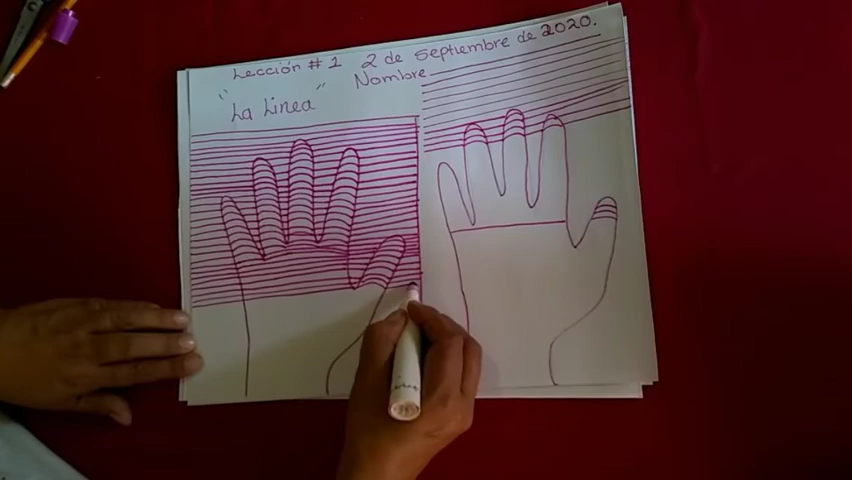 Lección #1 2 de septiembre de 2020.
"La Linea" Nombre